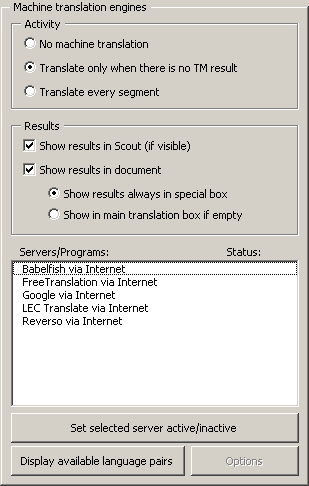 Machine translation engines
Activity
No machine translation
Translate only when there is no TM result
Translate every segment
Results
Show results in Scout (if visible)
Show results in document
Show results always in special box
Show in main translation box if empty
Servers/Programs: Status:
Babelfish via Internet
FreeTranslation via Internet
Google via Internet
LEC Translate via Internet
Reverso via Internet
Set selected server active/inactive
Display available language pairs Options